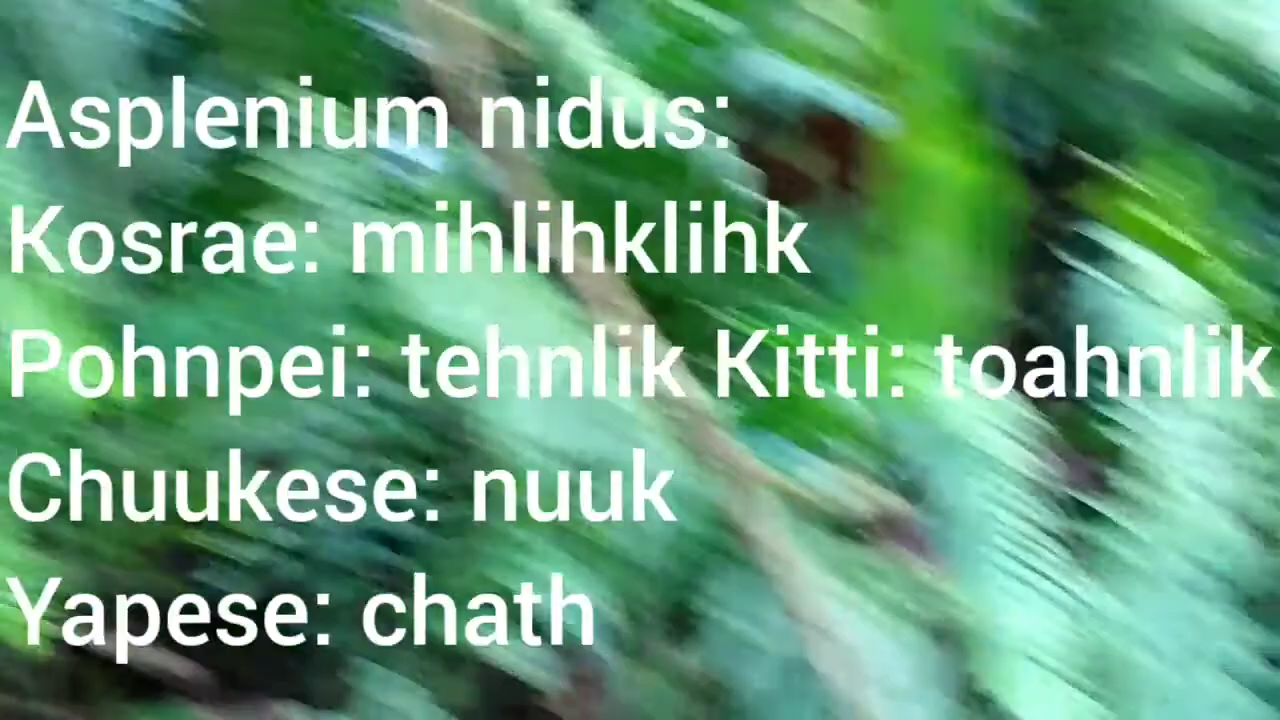 Asplenium nidus:
Kosrae: mihlihklihk
Pohnpei: tehnlik Kitti: toahnlik
Chuukese: nuuk
Yapese: chath